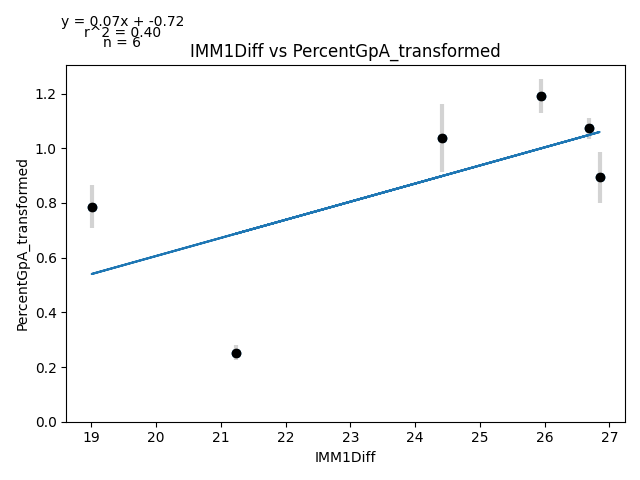 y = 0.07x + -0.72
r^2 = 0.40
n = 6
IMM1Diff vs PercentGpA_transformed
PercentGpA_transformed
1.2
1.0
0.8
0.6
0.4
0.2
0.0
19 20 21 22 23 24 25 26 27
IMM1Diff